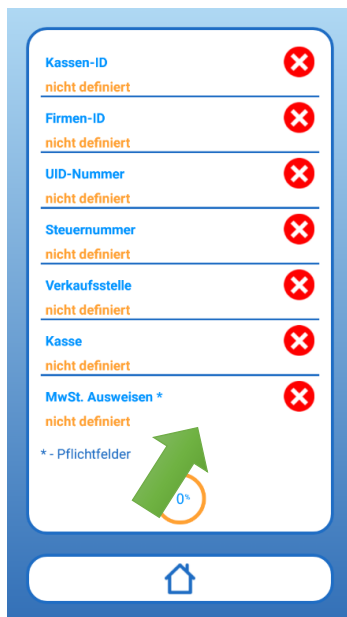 Kassen-ID
nicht definiert
Firmen-ID
nicht definiert
UID-Nummer
nicht definiert
Steuernummer
nicht definiert
Verkaufsstelle
nicht definiert
Kasse
nicht definiert
MwSt. Ausweisen *
nicht definiert
* - Pflichtfelder
0%